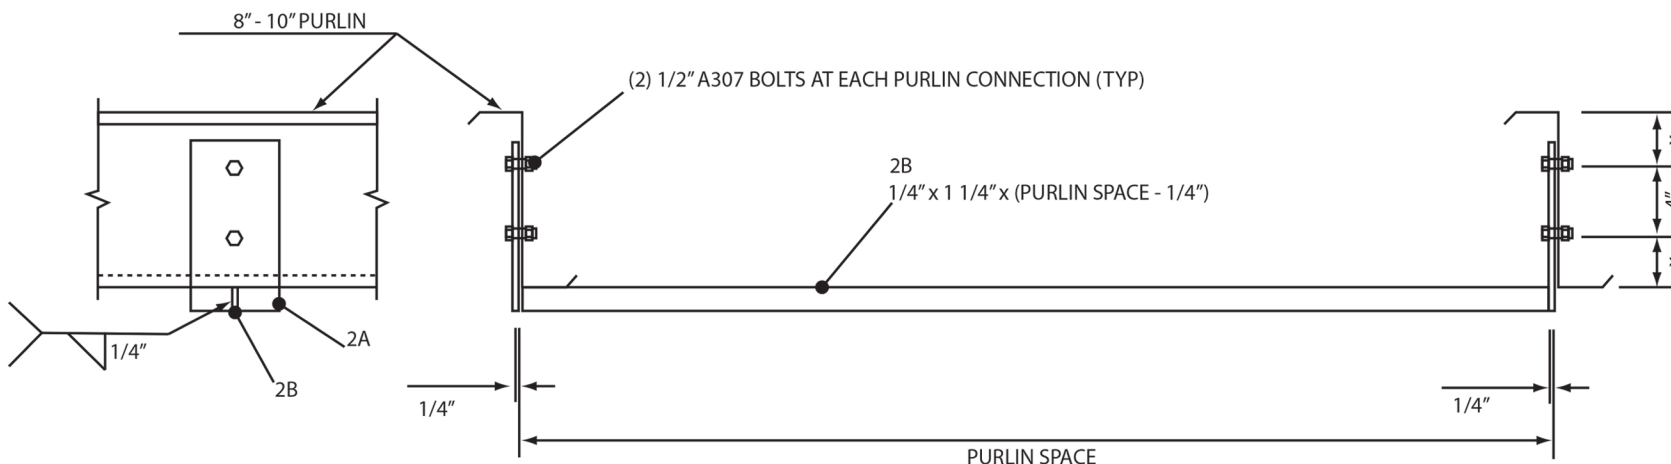 8” - 10” PURLIN
(2) 1/2” A307 BOLTS AT EACH PURLIN CONNECTION (TYP)
2B
1/4” x 1 1/4” x (PURLIN SPACE - 1/4”)
4”
1/4”
2A
2B
1/4”
1/4”
PURLIN SPACE